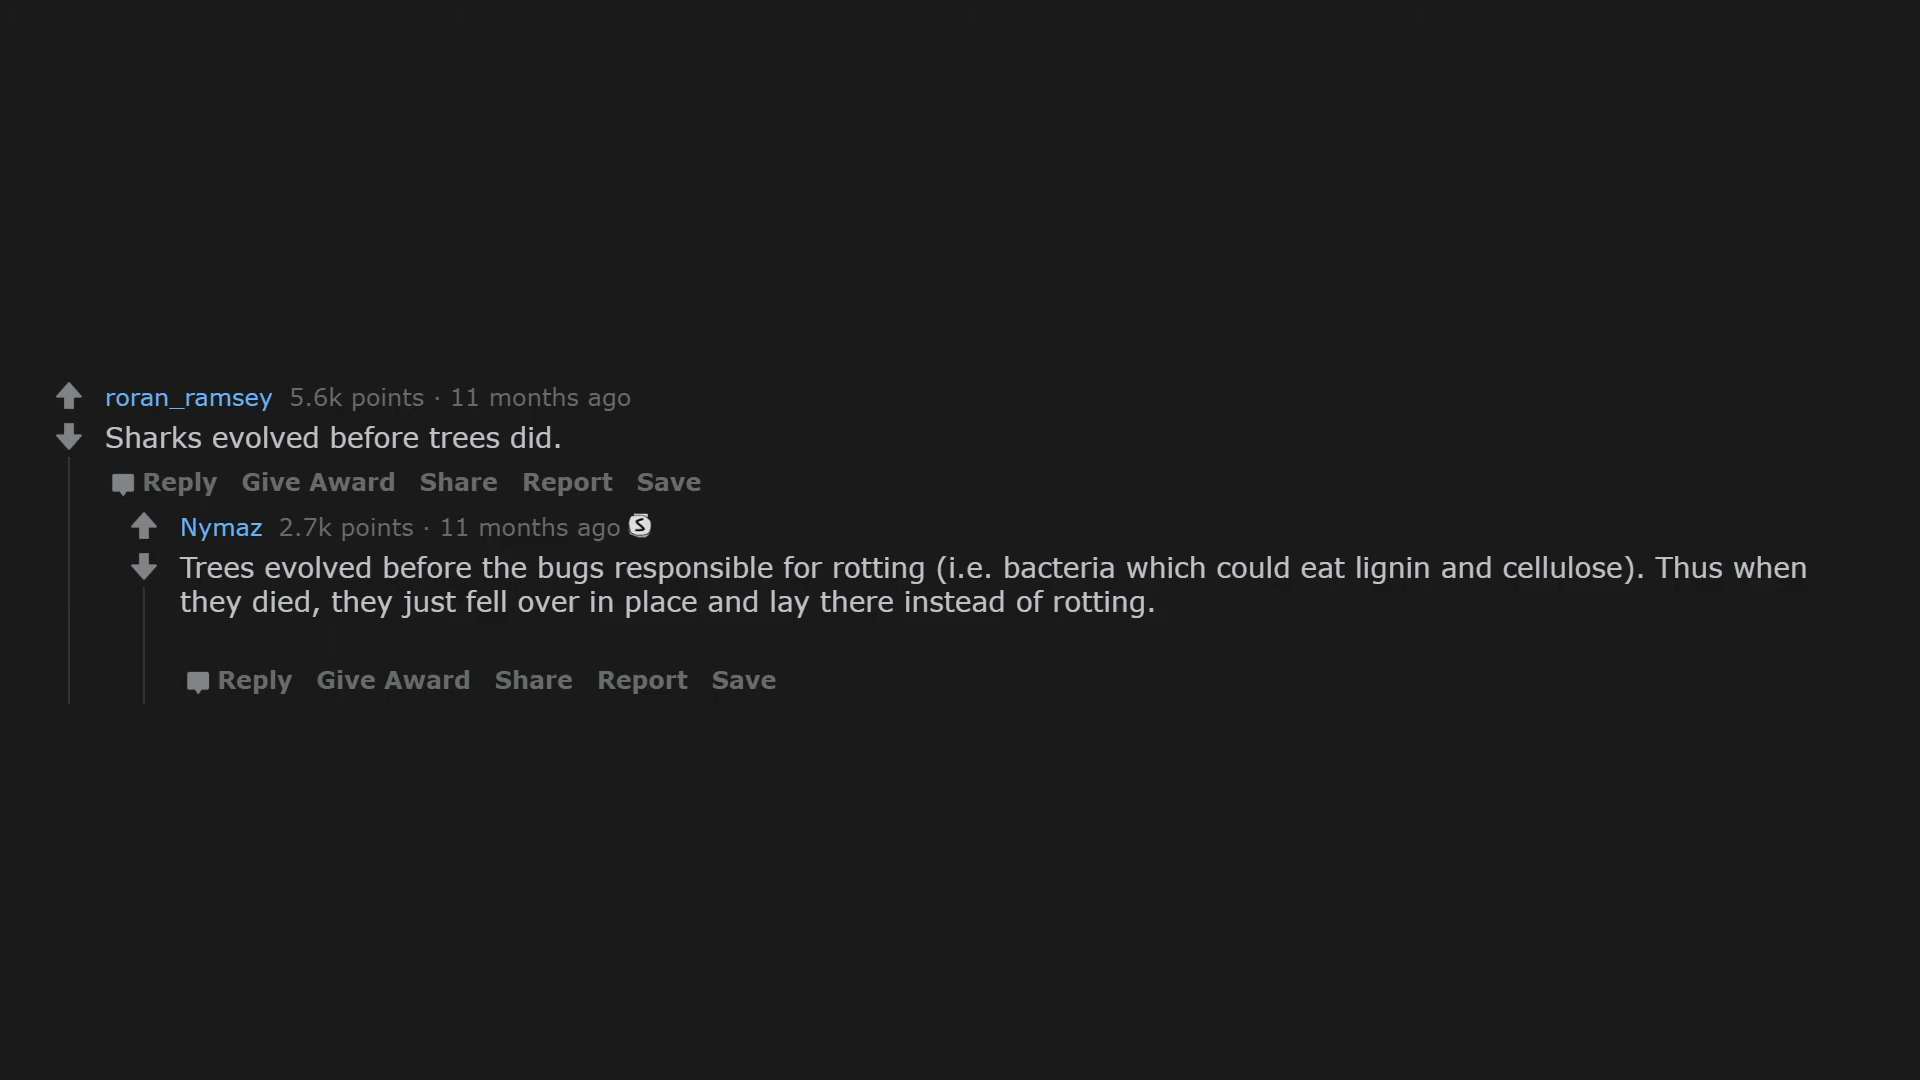 roran_ramsey 5.6k points · 11 months ago
Sharks evolved before trees did.
Reply Give Award Share Report Save
Nymaz 2.7k points · 11 months ago S
Trees evolved before the bugs responsible for rotting (i.e. bacteria which could eat lignin and cellulose). Thus when
they died, they just fell over in place and lay there instead of rotting.
Reply Give Award Share Report Save